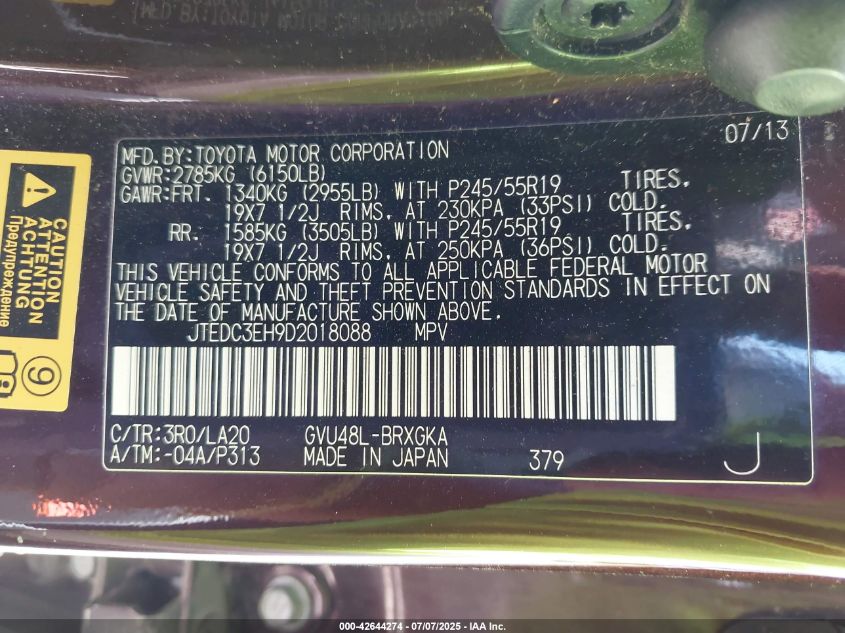 07/13
MFD. BY: TOYOTA MOTOR CORPORATION
GVWR: 2785KG (6150LB)
GAWR: FRT. 1340KG (2955LB) WITH P245/55R19 TIRES,
19X7 1/2J RIMS, AT 230KPA (33PSI) COLD.
RR. 1585KG (3505LB) WITH P245/55R19 TIRES,
19X7 1/2J RIMS, AT 250KPA (36PSI) COLD.
THIS VEHICLE CONFORMS TO ALL APPLICABLE FEDERAL MOTOR
VEHICLE SAFETY AND THEFT PREVENTION STANDARDS IN EFFECT ON
THE DATE OF MANUFACTURE SHOWN ABOVE.
JTEDC3EH9D2018088 MPV
C/TR: 3R0/LA20 GVU48L-BRXGKA
A/TM: -04A/P313 MADE IN JAPAN 379 J
CAUTION
ATTENTION
ACHTUNG
Предупреждение
9
000-42644274 - 07/07/2025 - IAA Inc.